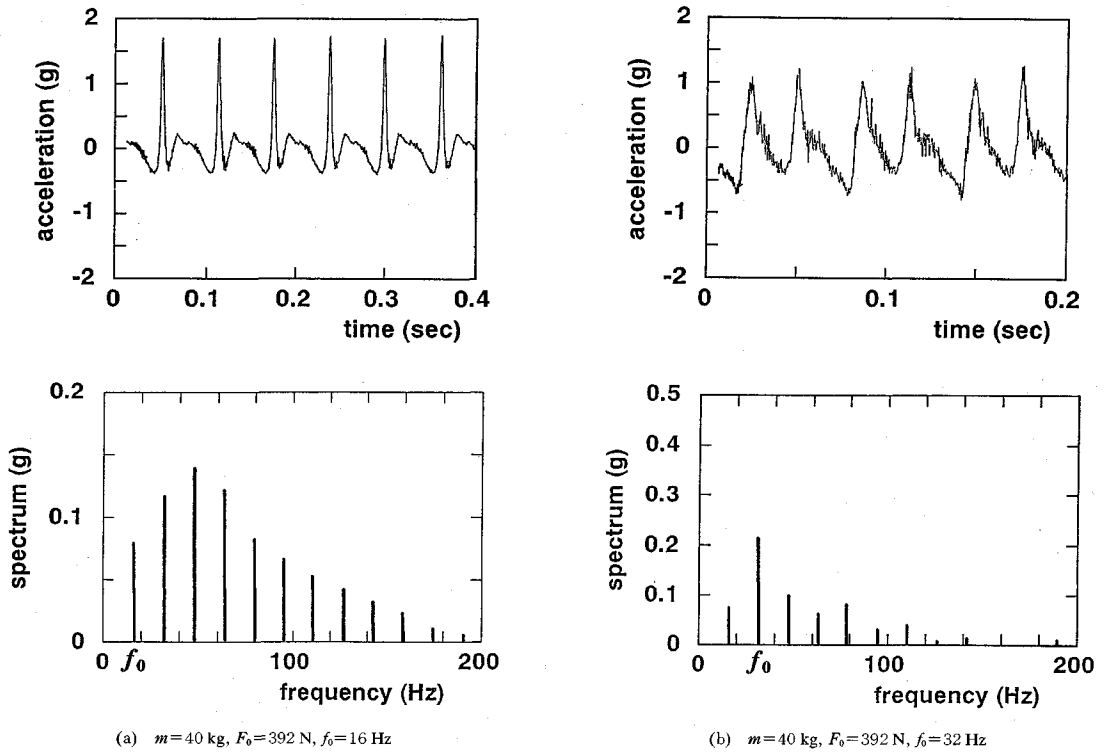 2
1
0
-1
-2
acceleration (g)
0 0.1 0.2 0.3 0.4
time (sec)
2
1
0
-1
-2
acceleration (g)
0 0.1 0.2
time (sec)
0.2
0.1
0
spectrum (g)
0 f₀ 100 200
frequency (Hz)
0.5
0.4
0.3
0.2
0.1
0
spectrum (g)
0 f₀ 100 200
frequency (Hz)
(a) m=40 kg, F₀=392 N, f₀=16 Hz
(b) m=40 kg, F₀=392 N, f₀=32 Hz